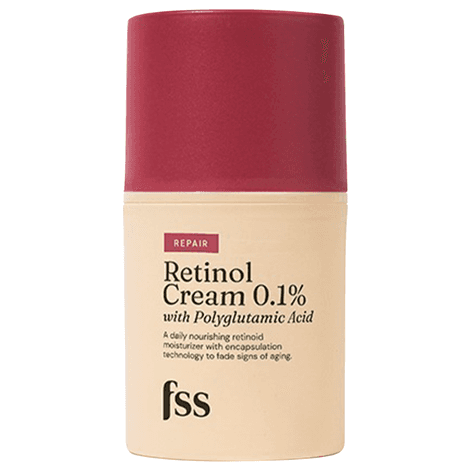 REPAIR
Retinol
Cream 0.1%
with Polyglutamic Acid
A daily nourishing retinoid
moisturizer with encapsulation
technology to fade signs of aging.
fss